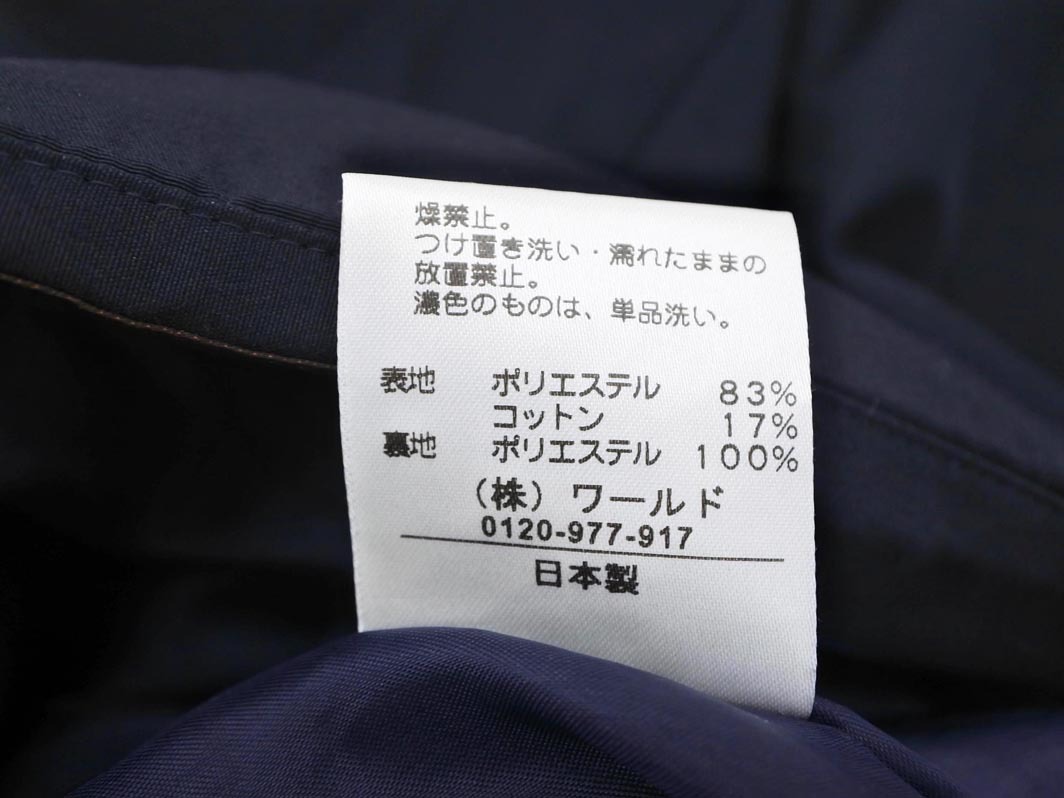 燥禁止。
つけ置き洗い・濡れたままの
放置禁止。
濃色のものは、単品洗い。
表地 ポリエステル 83%
コットン 17%
裏地 ポリエステル 100%
(株) ワールド
0120-977-917
日本製